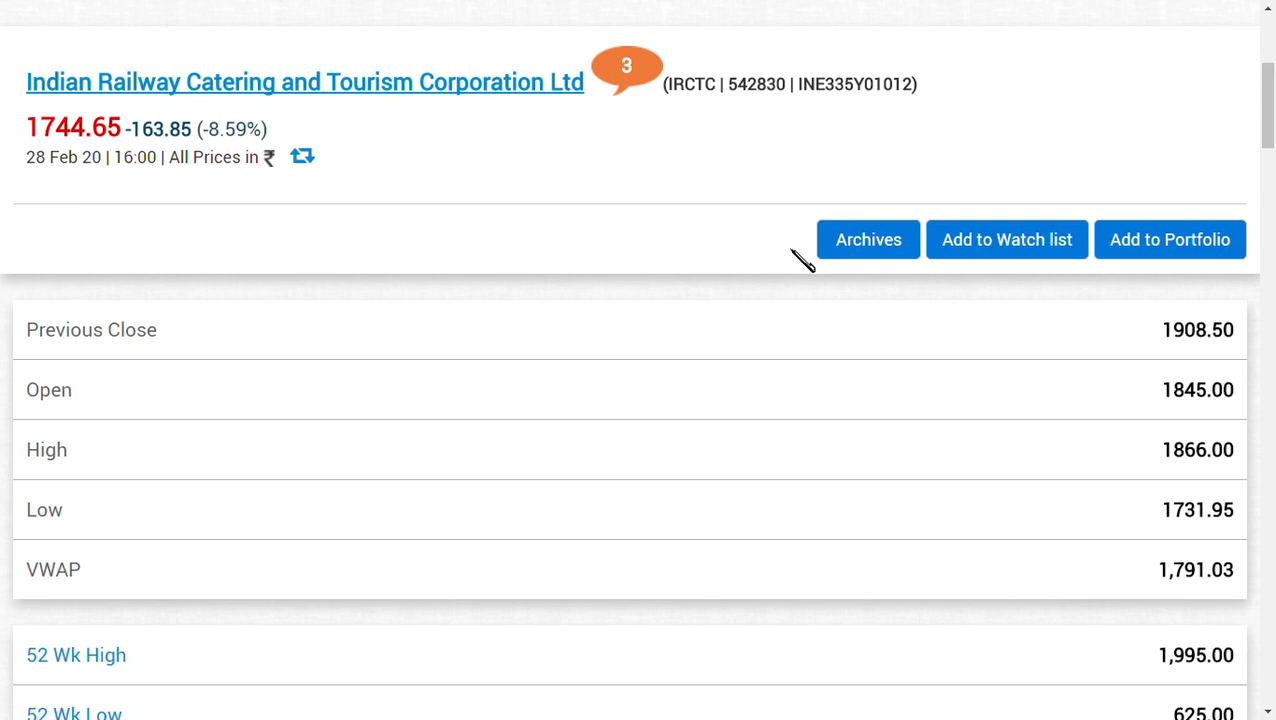 Indian Railway Catering and Tourism Corporation Ltd 3 (IRCTC | 542830 | INE335Y01012)
1744.65 -163.85 (-8.59%)
28 Feb 20 | 16:00 | All Prices in ₹
Archives Add to Watch list Add to Portfolio
Previous Close 1908.50
Open 1845.00
High 1866.00
Low 1731.95
VWAP 1,791.03
52 Wk High 1,995.00
52 Wk Low 625.00